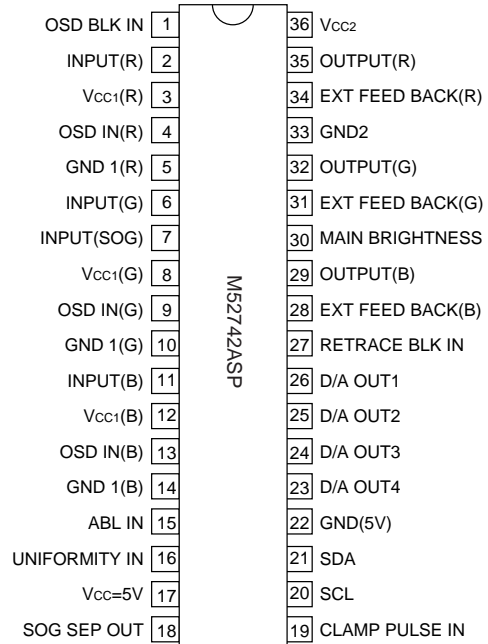 OSD BLK IN 1 36 Vcc2
INPUT(R) 2 35 OUTPUT(R)
Vcc1(R) 3 34 EXT FEED BACK(R)
OSD IN(R) 4 33 GND2
GND 1(R) 5 32 OUTPUT(G)
INPUT(G) 6 31 EXT FEED BACK(G)
INPUT(SOG) 7 30 MAIN BRIGHTNESS
Vcc1(G) 8 29 OUTPUT(B)
OSD IN(G) 9 28 EXT FEED BACK(B)
GND 1(G) 10 27 RETRACE BLK IN
INPUT(B) 11 26 D/A OUT1
Vcc1(B) 12 25 D/A OUT2
OSD IN(B) 13 24 D/A OUT3
GND 1(B) 14 23 D/A OUT4
ABL IN 15 22 GND(5V)
UNIFORMITY IN 16 21 SDA
Vcc=5V 17 20 SCL
SOG SEP OUT 18 19 CLAMP PULSE IN
M52742ASP